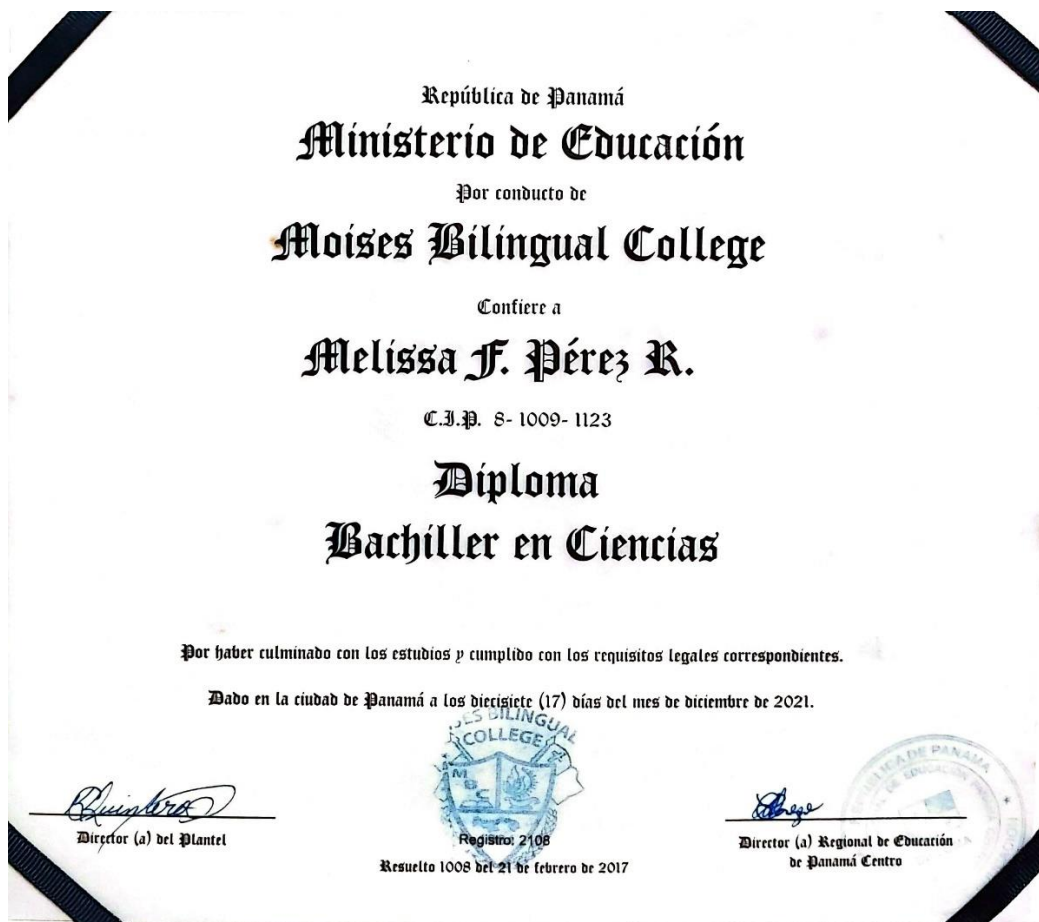 República de Panamá
Ministerio de Educación
Por conducto de
Moises Bilingual College
Confiere a
Melissa F. Pérez R.
C.I.P. 8- 1009- 1123
Diploma
Bachiller en Ciencias
Por haber culminado con los estudios y cumplido con los requisitos legales correspondientes.
Dado en la ciudad de Panamá a los diecisiete (17) días del mes de diciembre de 2021.
BILINGUAL
COLLEGE
M B C
Registro: 2108
Resuelto 1008 del 21 de febrero de 2017
Director (a) del Plantel
DE PANAMA
EDUCACIÓN
Director (a) Regional de Educación
de Panamá Centro